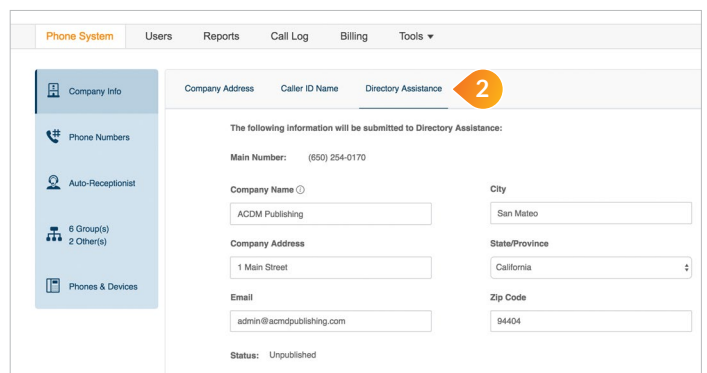 Phone System Users Reports Call Log Billing Tools
Company Info
Phone Numbers
Auto-Receptionist
6 Group(s)
2 Other(s)
Phones & Devices
Company Address Caller ID Name Directory Assistance 2
The following information will be submitted to Directory Assistance:
Main Number: (650) 254-0170
Company Name City
ACDM Publishing San Mateo
Company Address State/Province
1 Main Street California
Email Zip Code
admin@acmdpublishing.com 94404
Status: Unpublished